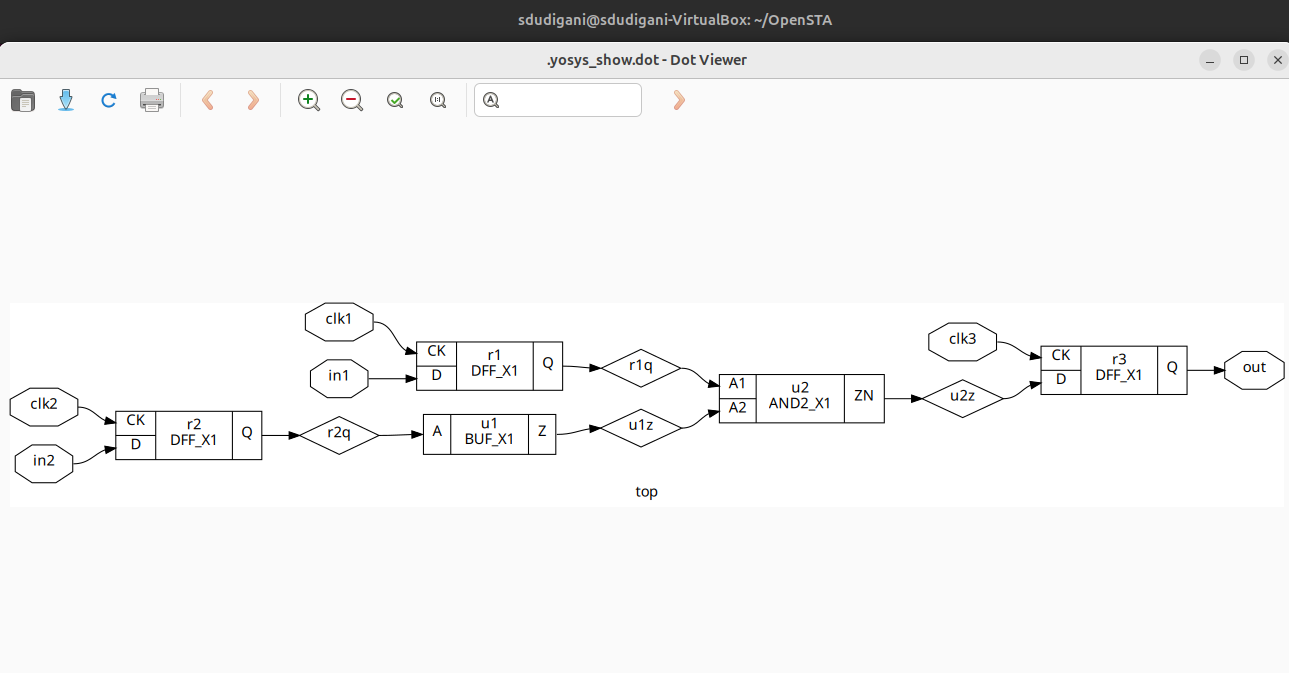 sdudigani@sdudigani-VirtualBox: ~/OpenSTA
.yosys_show.dot - Dot Viewer
clk1
in1
CK
D
r1
DFF_X1
Q
r1q
clk2
in2
CK
D
r2
DFF_X1
Q
r2q
A
u1
BUF_X1
Z
u1z
A1
A2
u2
AND2_X1
ZN
u2z
clk3
CK
D
r3
DFF_X1
Q
out
top